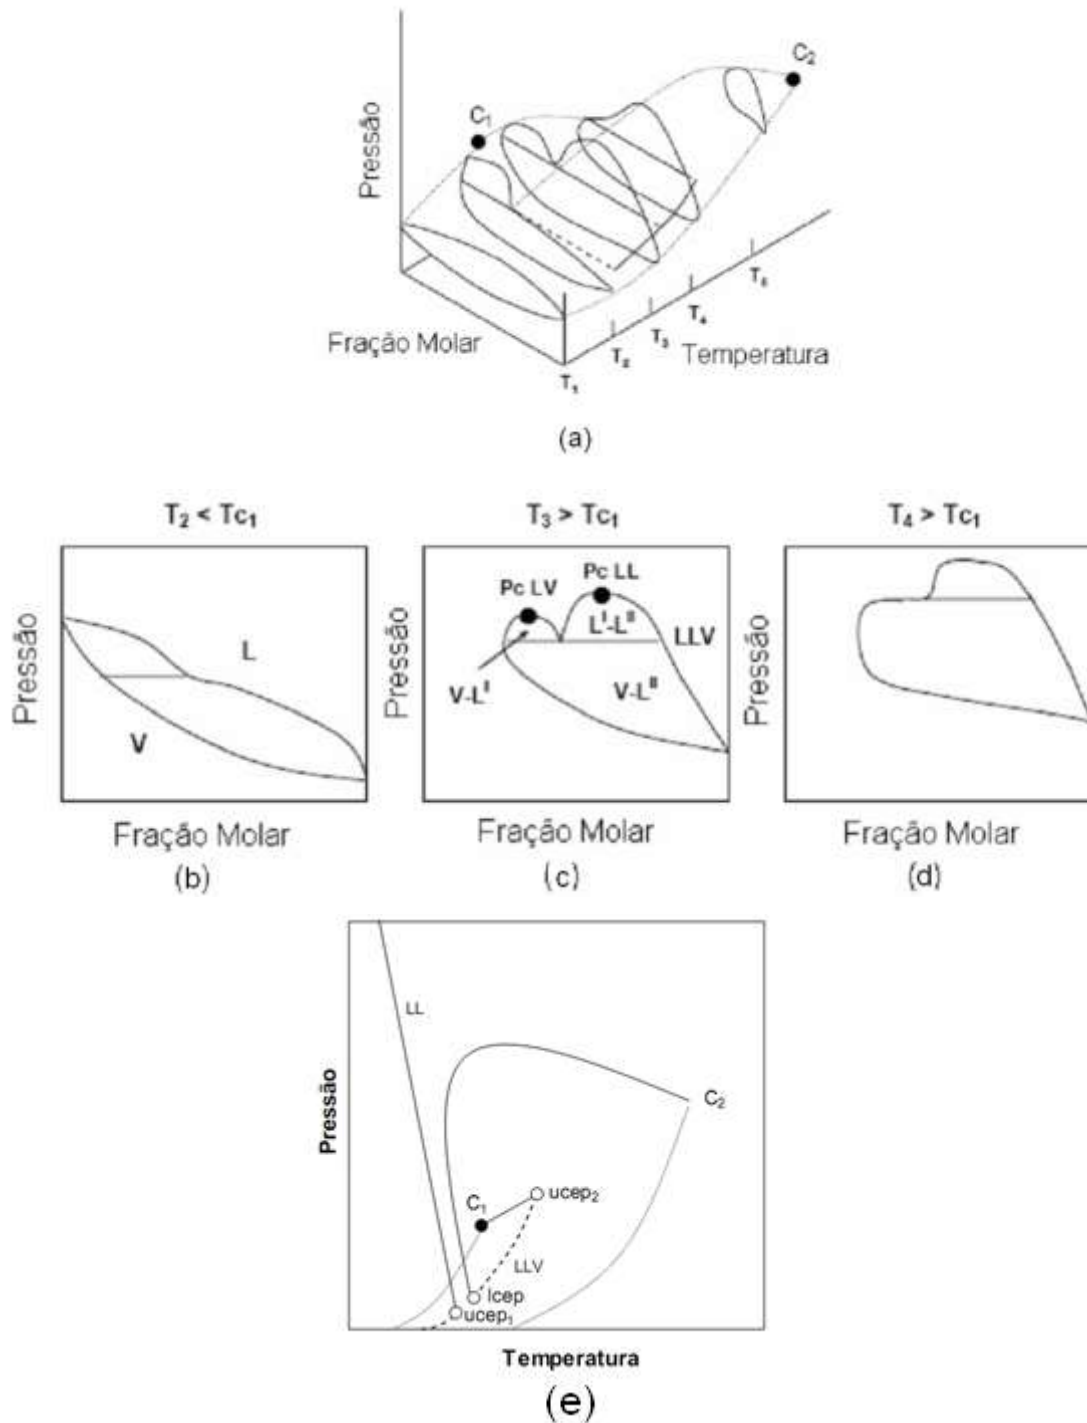 C₂
C₁
Pressão
T₅
T₄
T₃
T₂
T₁
Fração Molar
Temperatura
(a)
T₂ < Tc₁
T₃ > Tc₁
T₄ > Tc₁
Pc LV
Pc LL
Lᴵ-Lᴵᴵ
LLV
L
V-Lᴵ
V-Lᴵᴵ
V
Pressão
Pressão
Pressão
Fração Molar
Fração Molar
Fração Molar
(b)
(c)
(d)
LL
C₂
Pressão
ucep₂
C₁
LLV
lcep
ucep₁
Temperatura
(e)